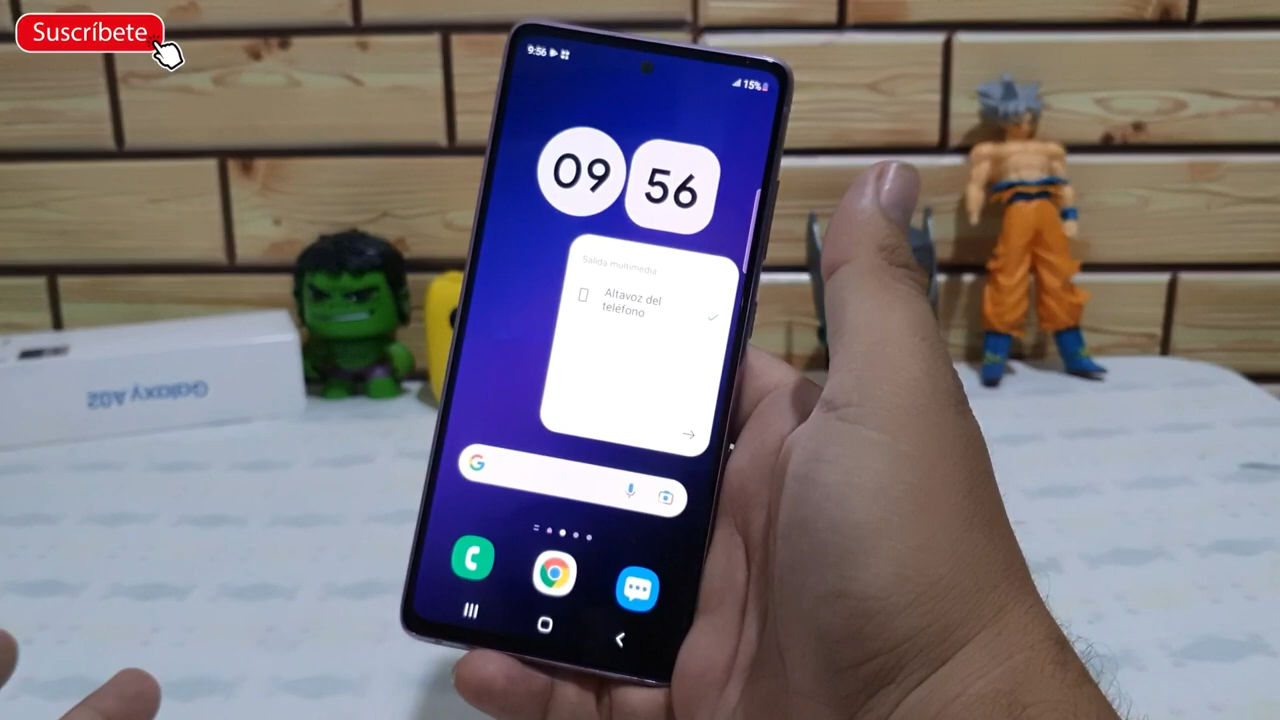 Suscríbete
9:56
15%
09
56
Salida multimedia
Altavoz del
teléfono
Galaxy A02